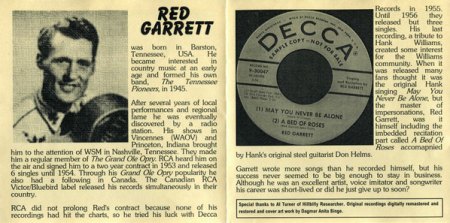 RED
GARRETT
was born in Barston,
Tennessee, USA. He
became interested in
country music at an early
age and formed his own
band, The Tennessee
Pioneers, in 1945.
After several years of local
performances and regional
fame he was eventually
discovered by a radio
station. His shows in
Vincennes (WAOV) and
Princeton, Indiana brought
him to the attention of WSM in Nashville, Tennessee. They made
him a regular member of The Grand Ole Opry. RCA heard him on
the air and signed him to a two year contract in 1953 and released
6 singles until 1954. Through his Grand Ole Opry popularity he
also had a following in Canada. The Canadian RCA
Victor/Bluebird label released his records simultaneously in their
country.
RCA did not prolong Red's contract because none of his
recordings had hit the charts, so he tried his luck with Decca
Records in 1955.
Until 1956 they
released but three
singles. His last
recording, a tribute to
Hank Williams,
created some interest
for the Williams
community. When it
was released many
fans thought it was
the original Hank
singing May You
Never Be Alone, but
the master of
impersonations, Red
Garrett, was it
himself including the
imbedded recitation
part called A Bed Of
Roses accompagnied
by Hank's original steel guitarist Don Helms.
Garrett wrote more songs than he recorded himself, but his
success never seemed to be big enough to stay in business.
Although he was an excellent artist, voice imitator and songwriter
his career was short-lived or did he just give up too soon?
Special thanks to Al Turner of Hillbilly Researcher. Original recordings digitally remastered and
restored and cover art work by Dagmar Anita Binge.
DECCA
SAMPLE COPY • NOT FOR SALE
9-30047
RED GARRETT
(1) MAY YOU NEVER BE ALONE
(2) A BED OF ROSES
RED GARRETT